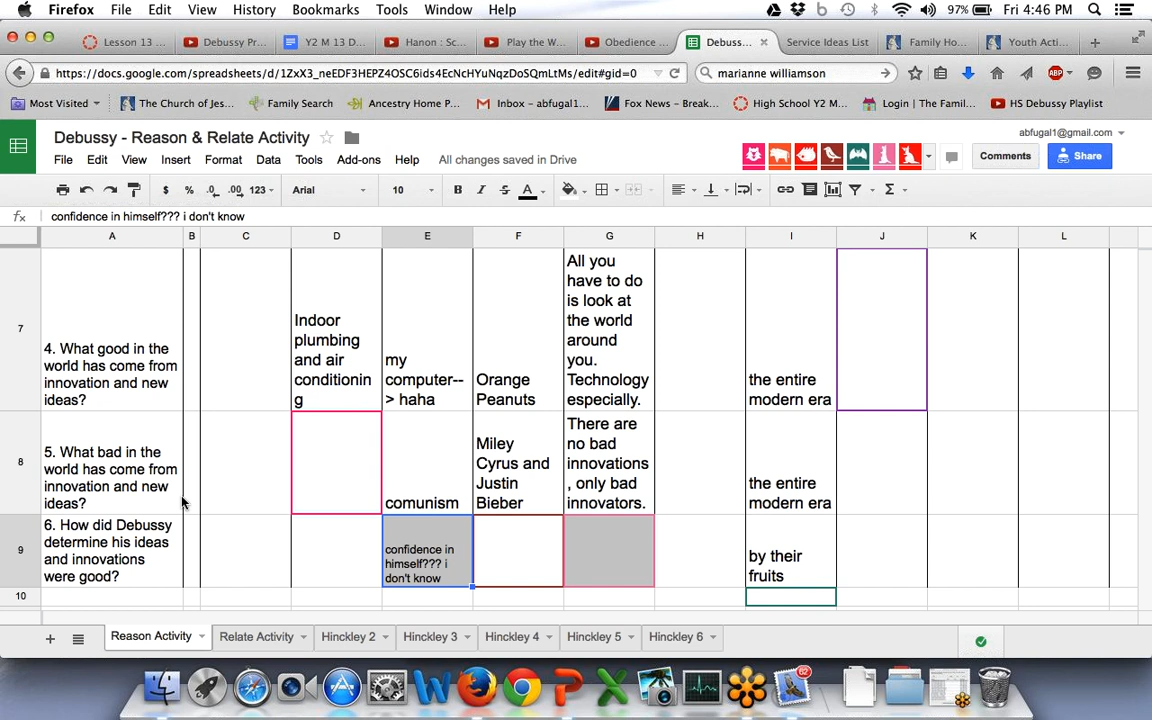 Firefox File Edit View History Bookmarks Tools Window Help 97% Fri 4:46 PM
Lesson 13 ... Debussy Pr... Y2 M 13 D... Hanon : Sc... Play the W... Obedience ... Debuss... Service Ideas List Family Ho... Youth Acti...
https://docs.google.com/spreadsheets/d/1ZxX3_neEDF3HEPZ4OSC6ids4EcNcHYuNqzDoSQmLtMs/edit#gid=0 marianne williamson ABP
Most Visited The Church of Jes... Family Search Ancestry Home P... Inbox - abfugal1... Fox News - Break... High School Y2 M... Login | The Famil... HS Debussy Playlist
Debussy - Reason & Relate Activity abfugal1@gmail.com
File Edit View Insert Format Data Tools Add-ons Help All changes saved in Drive Comments Share
$ % .0 .00 123 Arial 10 B I S A Σ
fx confidence in himself??? i don't know
A B C D E F G H I J K L
7
4. What good in the
world has come from
innovation and new
ideas?
Indoor
plumbing
and air
conditionin
g
my
computer--
> haha
Orange
Peanuts
All you
have to do
is look at
the world
around
you.
Technology
especially.
the entire
modern era
8
5. What bad in the
world has come from
innovation and new
ideas?
comunism
Miley
Cyrus and
Justin
Bieber
There are
no bad
innovations
, only bad
innovators.
the entire
modern era
9
6. How did Debussy
determine his ideas
and innovations
were good?
confidence in
himself??? i
don't know
by their
fruits
10
+ Reason Activity Relate Activity Hinckley 2 Hinckley 3 Hinckley 4 Hinckley 5 Hinckley 6
82